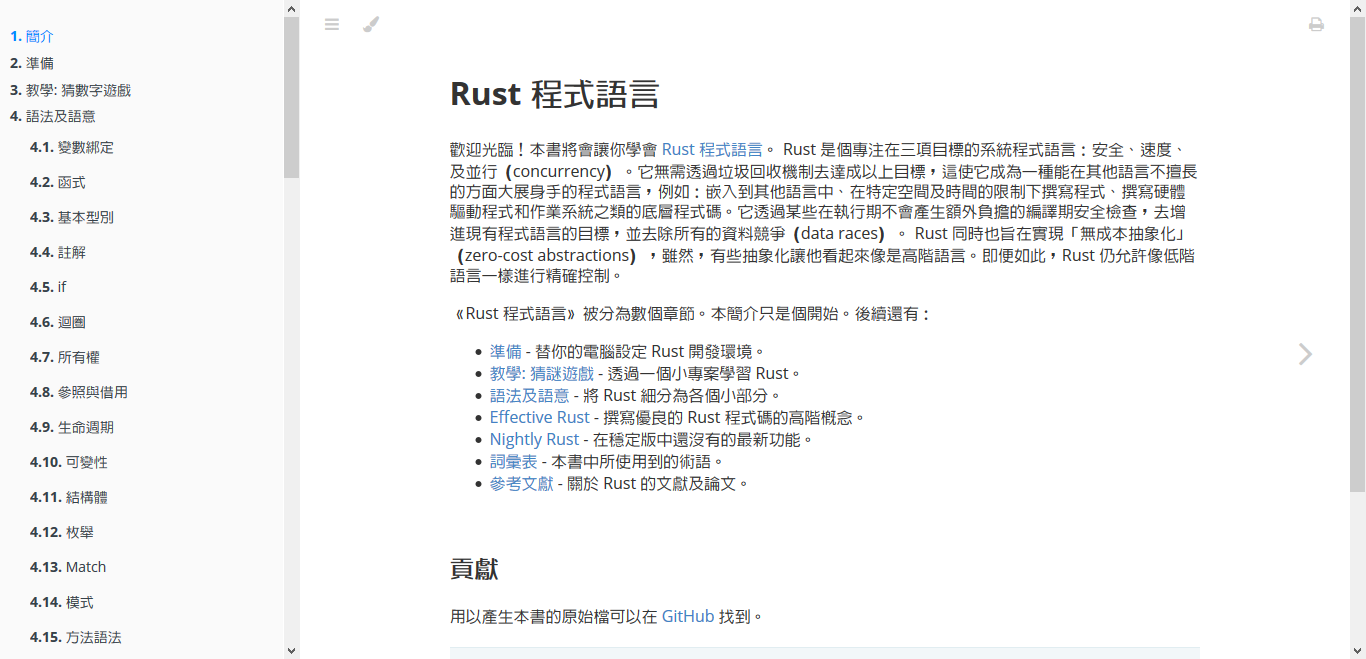 1. 簡介
2. 準備
3. 教學: 猜數字遊戲
4. 語法及語意
4.1. 變數綁定
4.2. 函式
4.3. 基本型別
4.4. 註解
4.5. if
4.6. 迴圈
4.7. 所有權
4.8. 參照與借用
4.9. 生命週期
4.10. 可變性
4.11. 結構體
4.12. 枚舉
4.13. Match
4.14. 模式
4.15. 方法語法
Rust 程式語言
歡迎光臨！本書將會讓你學會 Rust 程式語言。 Rust 是個專注在三項目標的系統程式語言：安全、速度、
及並行（concurrency）。它無需透過垃圾回收機制去達成以上目標，這使它成為一種能在其他語言不擅長
的方面大展身手的程式語言，例如：嵌入到其他語言中、在特定空間及時間的限制下撰寫程式、撰寫硬體
驅動程式和作業系統之類的底層程式碼。它透過某些在執行期不會產生額外負擔的編譯期安全檢查，去增
進現有程式語言的目標，並去除所有的資料競爭（data races）。 Rust 同時也旨在實現「無成本抽象化」
（zero-cost abstractions），雖然，有些抽象化讓他看起來像是高階語言。即便如此，Rust 仍允許像低階
語言一樣進行精確控制。
《Rust 程式語言》被分為數個章節。本簡介只是個開始。後續還有：
• 準備 - 替你的電腦設定 Rust 開發環境。
• 教學: 猜謎遊戲 - 透過一個小專案學習 Rust。
• 語法及語意 - 將 Rust 細分為各個小部分。
• Effective Rust - 撰寫優良的 Rust 程式碼的高階概念。
• Nightly Rust - 在穩定版中還沒有的最新功能。
• 詞彙表 - 本書中所使用到的術語。
• 參考文獻 - 關於 Rust 的文獻及論文。
貢獻
用以產生本書的原始檔可以在 GitHub 找到。